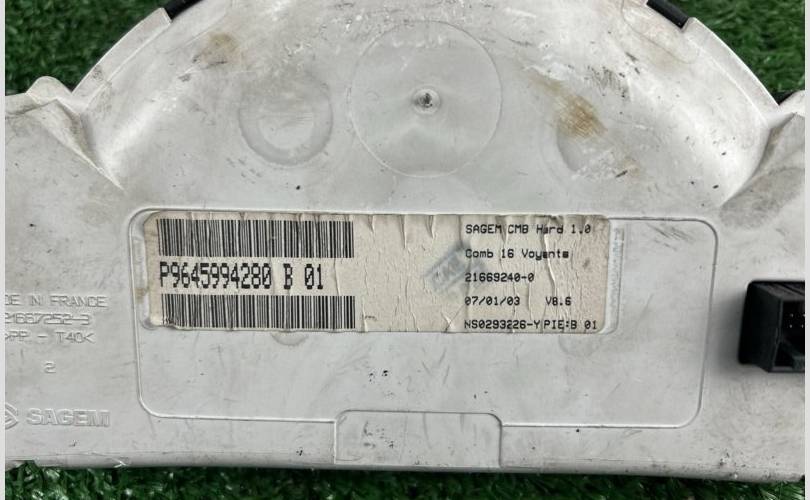 SAGEM CMB Hard 1.0
Comb 16 Voyants
P9645994280 B 01
21669240-0
07/01/03 V8.6
NS0293226-Y PIE:B 01
DE IN FRANCE
21667252-3
>PP - T40<
2
SAGEM